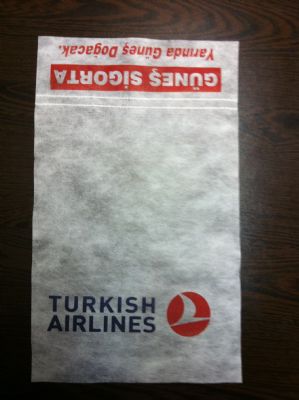 Yarında Güneş Doğacak.
GÜNEŞ SİGORTA
TURKISH
AIRLINES